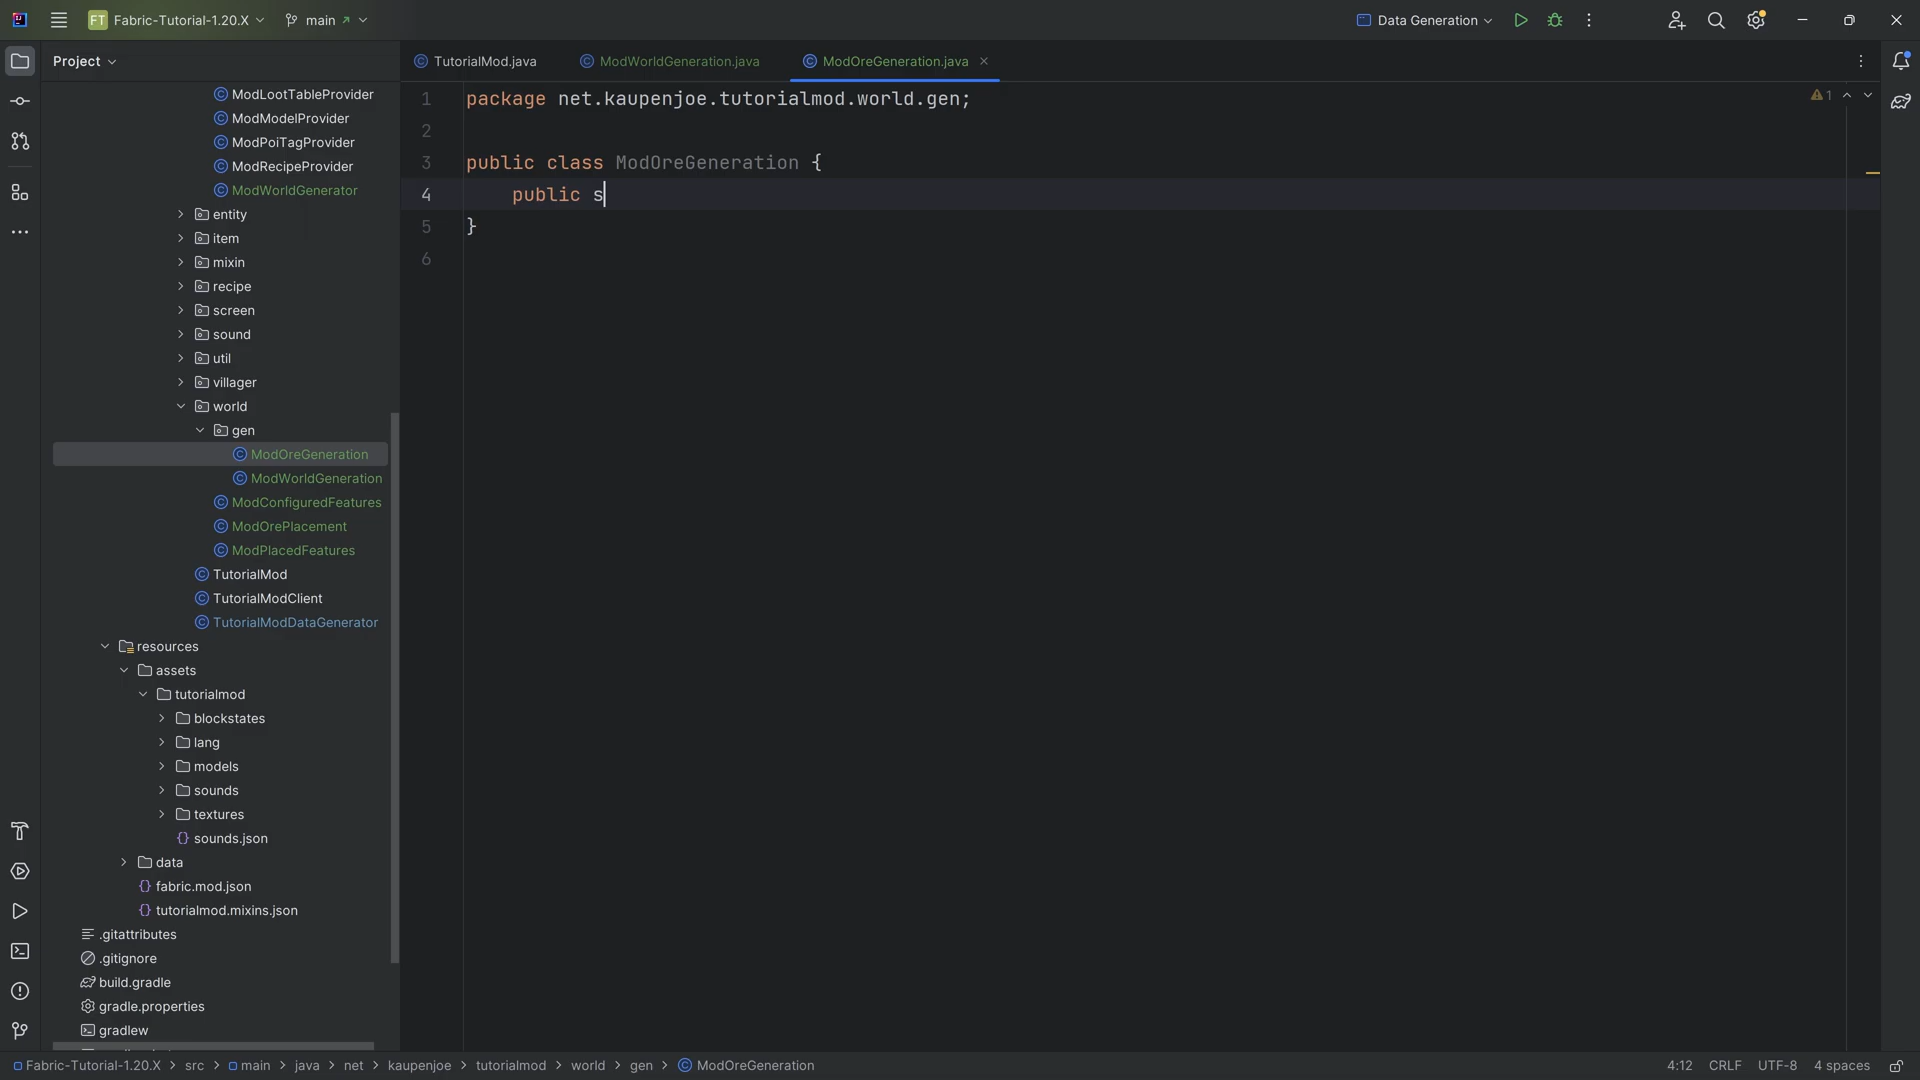 FT Fabric-Tutorial-1.20.X main Data Generation
Project
TutorialMod.java ModWorldGeneration.java ModOreGeneration.java
ModLootTableProvider
ModModelProvider
ModPoiTagProvider
ModRecipeProvider
ModWorldGenerator
entity
item
mixin
recipe
screen
sound
util
villager
world
gen
ModOreGeneration
ModWorldGeneration
ModConfiguredFeatures
ModOrePlacement
ModPlacedFeatures
TutorialMod
TutorialModClient
TutorialModDataGenerator
resources
assets
tutorialmod
blockstates
lang
models
sounds
textures
sounds.json
data
fabric.mod.json
tutorialmod.mixins.json
.gitattributes
.gitignore
build.gradle
gradle.properties
gradlew
1 package net.kaupenjoe.tutorialmod.world.gen;
2
3 public class ModOreGeneration {
4 public s
5 }
6
1
Fabric-Tutorial-1.20.X > src > main > java > net > kaupenjoe > tutorialmod > world > gen > ModOreGeneration 4:12 CRLF UTF-8 4 spaces